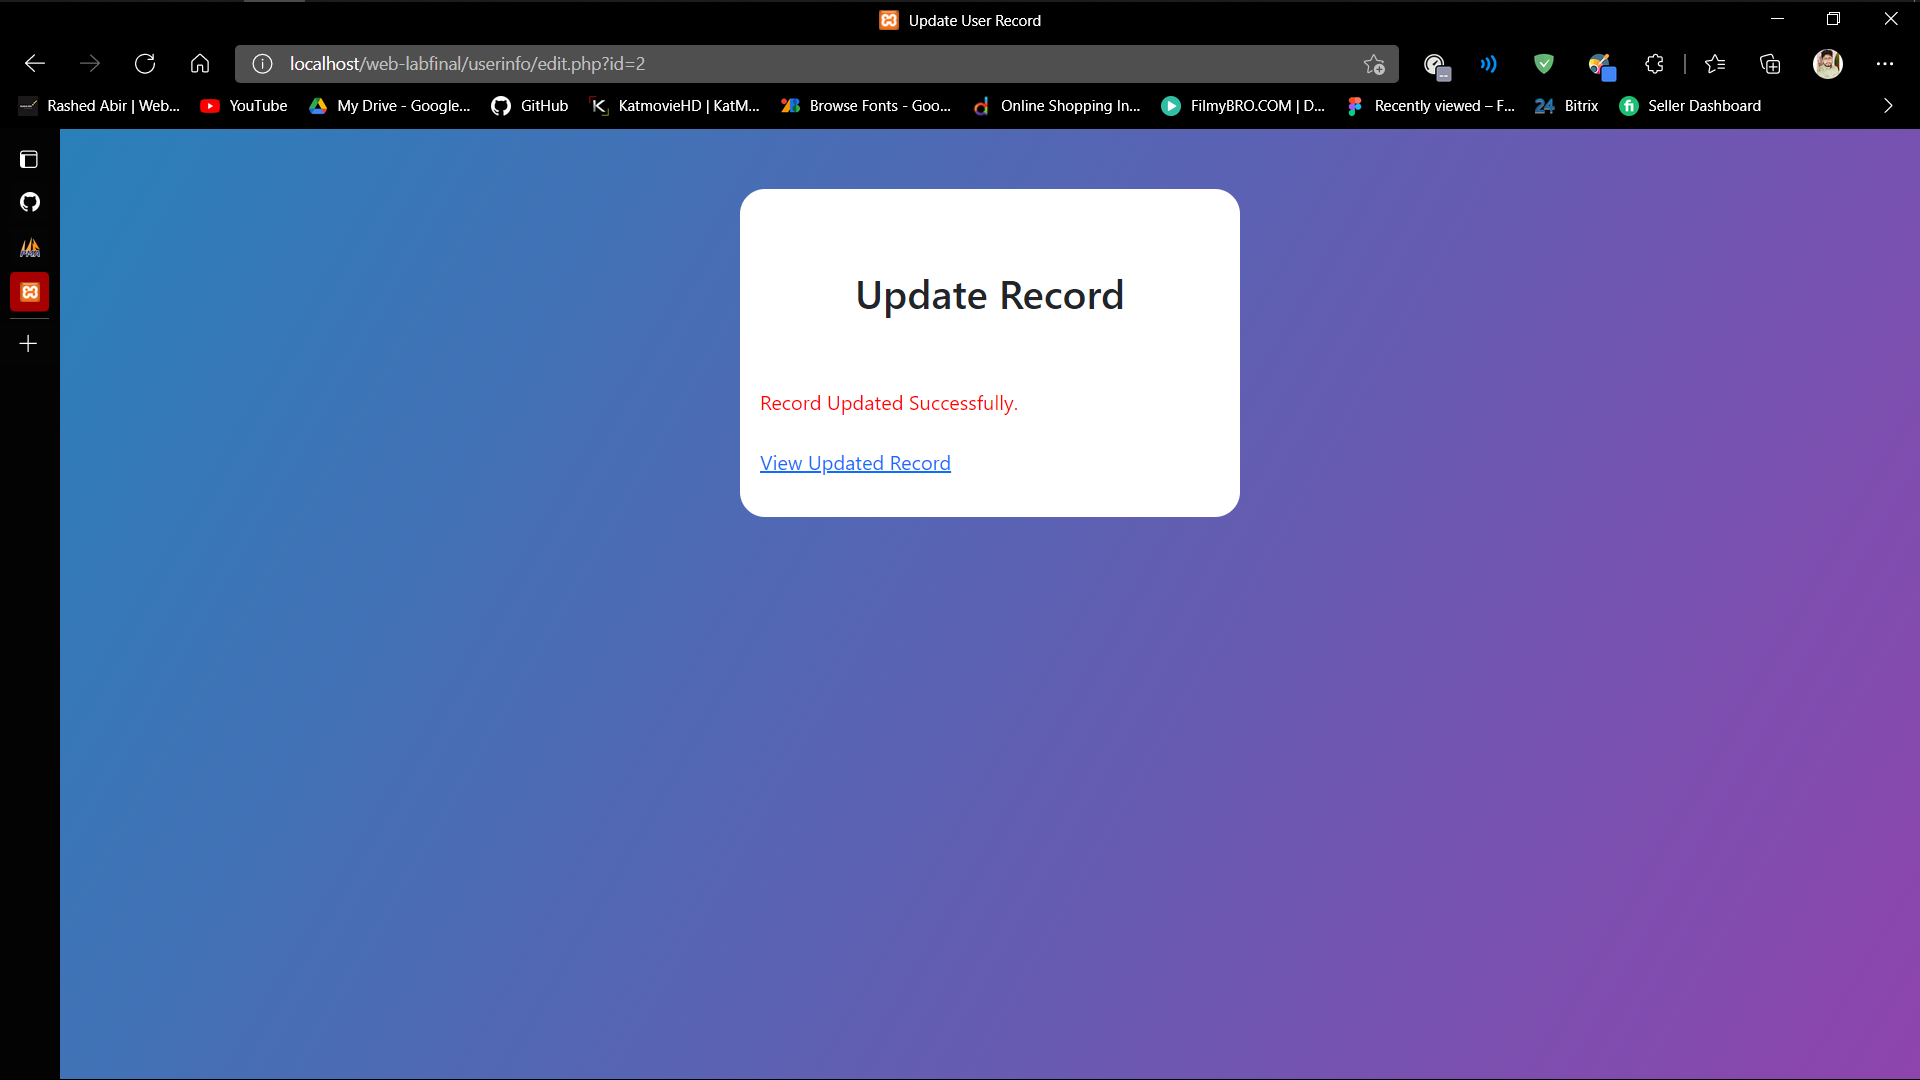 Update User Record
localhost/web-labfinal/userinfo/edit.php?id=2
Rashed Abir | Web... YouTube My Drive - Google... GitHub KatmovieHD | KatM... Browse Fonts - Goo... Online Shopping In... FilmyBRO.COM | D... Recently viewed – F... 24 Bitrix Seller Dashboard
Update Record
Record Updated Successfully.
View Updated Record